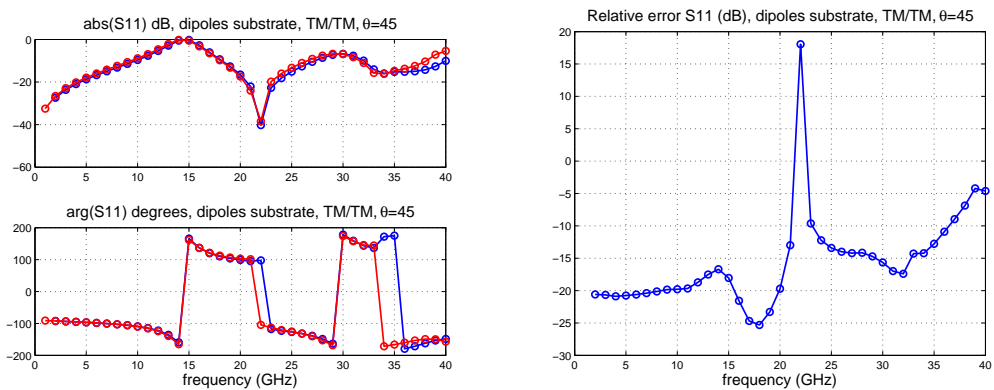 abs(S11) dB, dipoles substrate, TM/TM, θ=45
0
−20
−40
−60
0 5 10 15 20 25 30 35 40
arg(S11) degrees, dipoles substrate, TM/TM, θ=45
200
100
0
−100
−200
0 5 10 15 20 25 30 35 40
frequency (GHz)
Relative error S11 (dB), dipoles substrate, TM/TM, θ=45
20
15
10
5
0
−5
−10
−15
−20
−25
−30
0 5 10 15 20 25 30 35 40
frequency (GHz)